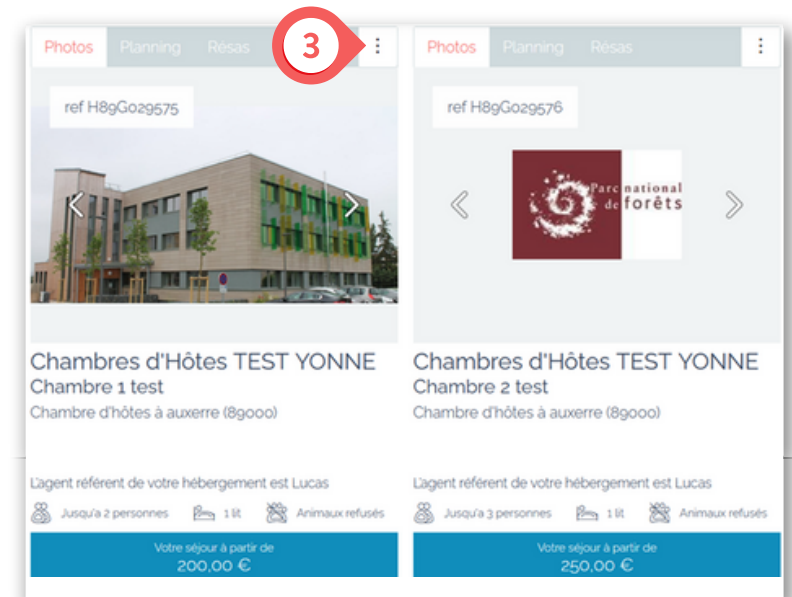 Photos Planning Résas
3
ref H89G029575
Chambres d'Hôtes TEST YONNE
Chambre 1 test
Chambre d'hôtes à auxerre (89000)
L'agent référent de votre hébergement est Lucas
Jusqu'a 2 personnes 1 lit Animaux refusés
Votre séjour à partir de
200,00 €
Photos Planning Résas
ref H89G029576
Parc national
de forêts
Chambres d'Hôtes TEST YONNE
Chambre 2 test
Chambre d'hôtes à auxerre (89000)
L'agent référent de votre hébergement est Lucas
Jusqu'a 3 personnes 1 lit Animaux refusés
Votre séjour à partir de
250,00 €